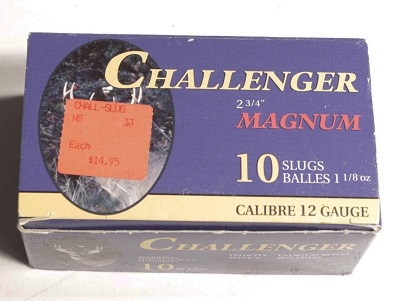 CHALLENGER
2 3/4"
MAGNUM
10 SLUGS
BALLES 1 1/8 oz
CALIBRE 12 GAUGE
CHALL-SLUG
HB 3J
Each
$14.95
CHALLENGER
10